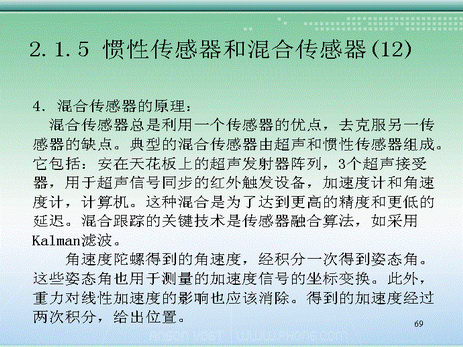 2.1.5 惯性传感器和混合传感器(12)
4. 混合传感器的原理：
混合传感器总是利用一个传感器的优点，去克服另一传
感器的缺点。典型的混合传感器由超声和惯性传感器组成。
它包括：安在天花板上的超声发射器阵列，3个超声接受
器，用于超声信号同步的红外触发设备，加速度计和角速
度计，计算机。这种混合是为了达到更高的精度和更低的
延迟。混合跟踪的关键技术是传感器融合算法，如采用
Kalman滤波。
角速度陀螺得到的角速度，经积分一次得到姿态角。
这些姿态角也用于测量的加速度信号的坐标变换。此外，
重力对线性加速度的影响也应该消除。得到的加速度经过
两次积分，给出位置。
69